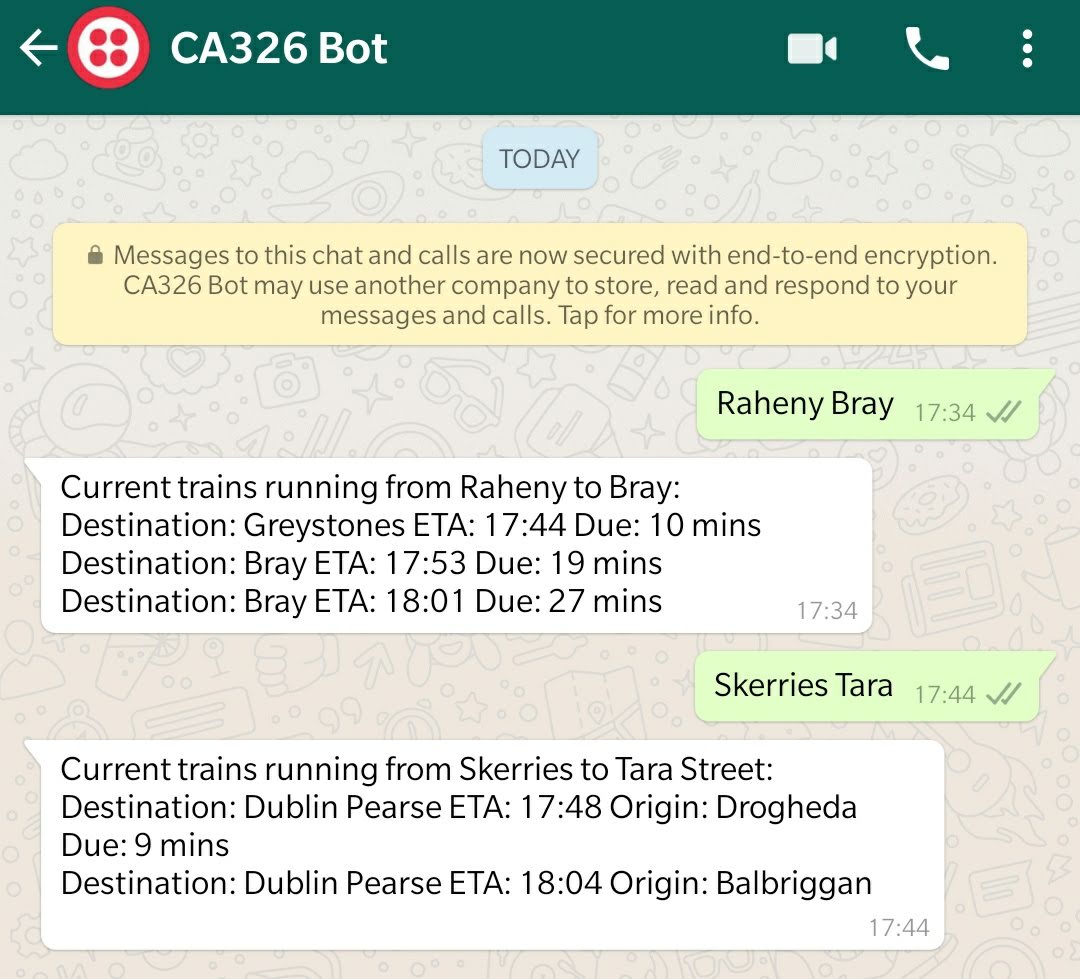 CA326 Bot
TODAY
Messages to this chat and calls are now secured with end-to-end encryption.
CA326 Bot may use another company to store, read and respond to your
messages and calls. Tap for more info.
Raheny Bray 17:34
Current trains running from Raheny to Bray:
Destination: Greystones ETA: 17:44 Due: 10 mins
Destination: Bray ETA: 17:53 Due: 19 mins
Destination: Bray ETA: 18:01 Due: 27 mins
17:34
Skerries Tara 17:44
Current trains running from Skerries to Tara Street:
Destination: Dublin Pearse ETA: 17:48 Origin: Drogheda
Due: 9 mins
Destination: Dublin Pearse ETA: 18:04 Origin: Balbriggan
17:44